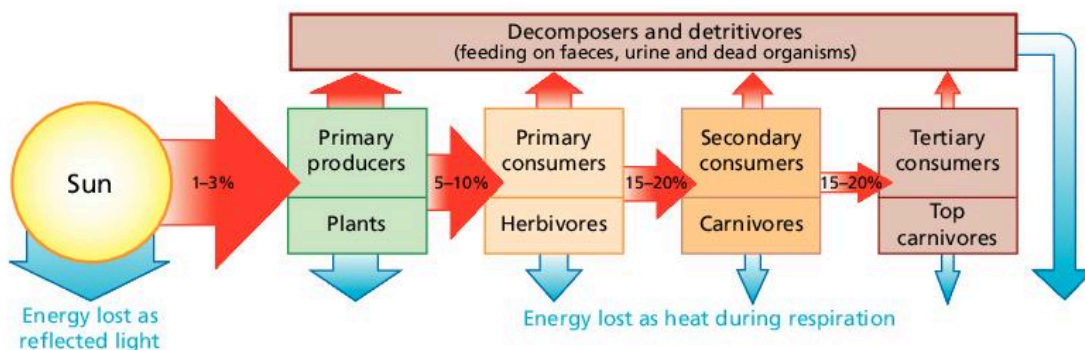 Decomposers and detritivores
(feeding on faeces, urine and dead organisms)
Sun
1–3%
Primary
producers
Plants
5–10%
Primary
consumers
Herbivores
15–20%
Secondary
consumers
Carnivores
15–20%
Tertiary
consumers
Top
carnivores
Energy lost as
reflected light
Energy lost as heat during respiration